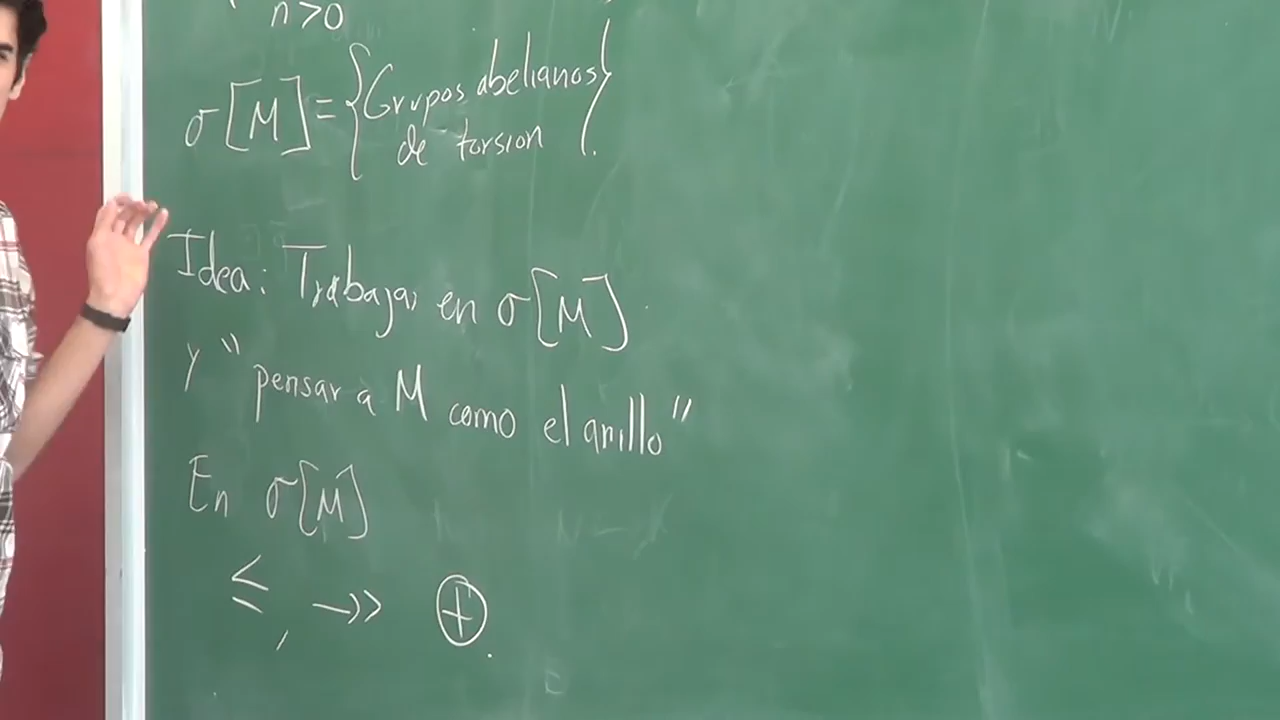 n>0
σ[M]={Grupos abelianos
de torsion}.
Idea: Trabajar en σ[M].
y "pensar a M como el anillo"
En σ[M]
≤, ↠ ⊕.